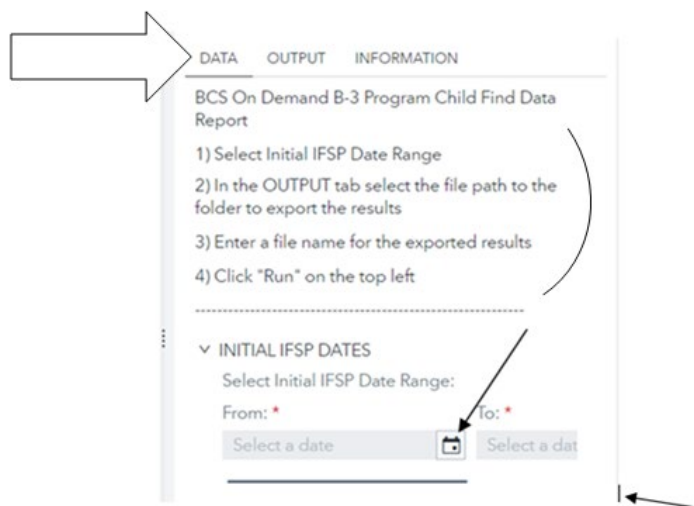 DATA OUTPUT INFORMATION
BCS On Demand B-3 Program Child Find Data
Report
1) Select Initial IFSP Date Range
2) In the OUTPUT tab select the file path to the
folder to export the results
3) Enter a file name for the exported results
4) Click "Run" on the top left
INITIAL IFSP DATES
Select Initial IFSP Date Range:
From: * To: *
Select a date Select a dat